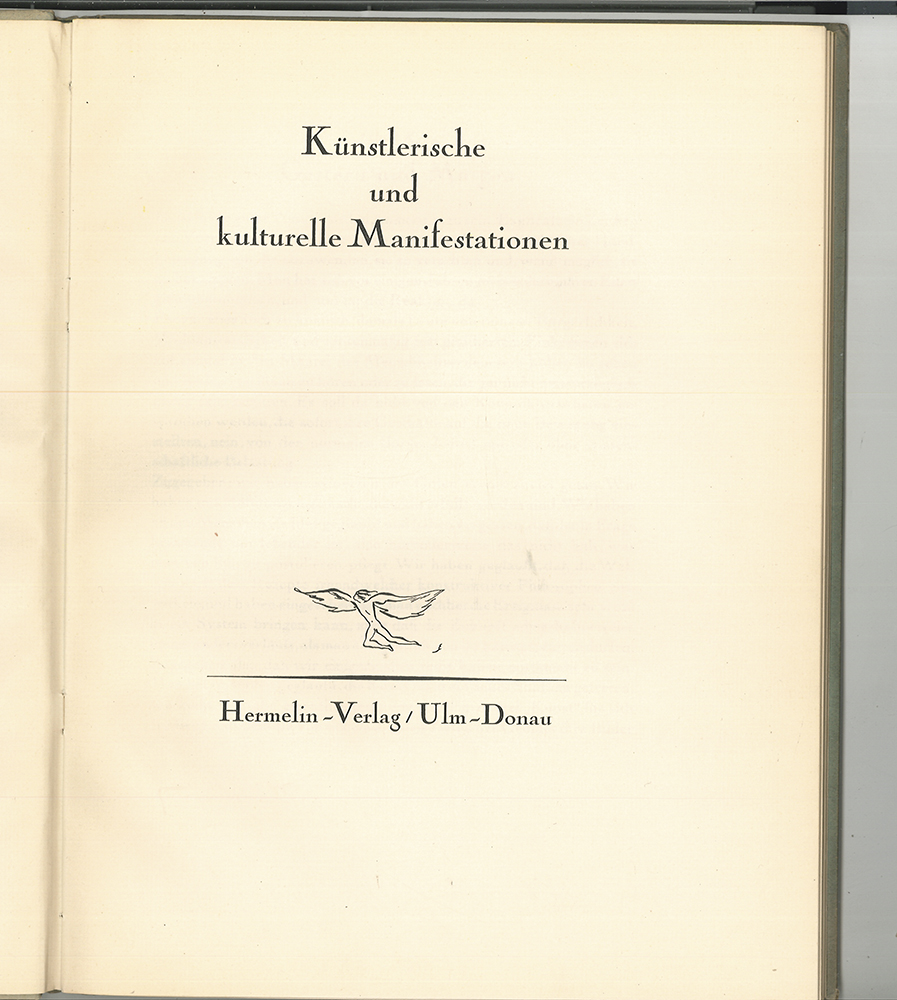 Künstlerische
und
kulturelle Manifestationen
Hermelin-Verlag / Ulm-Donau